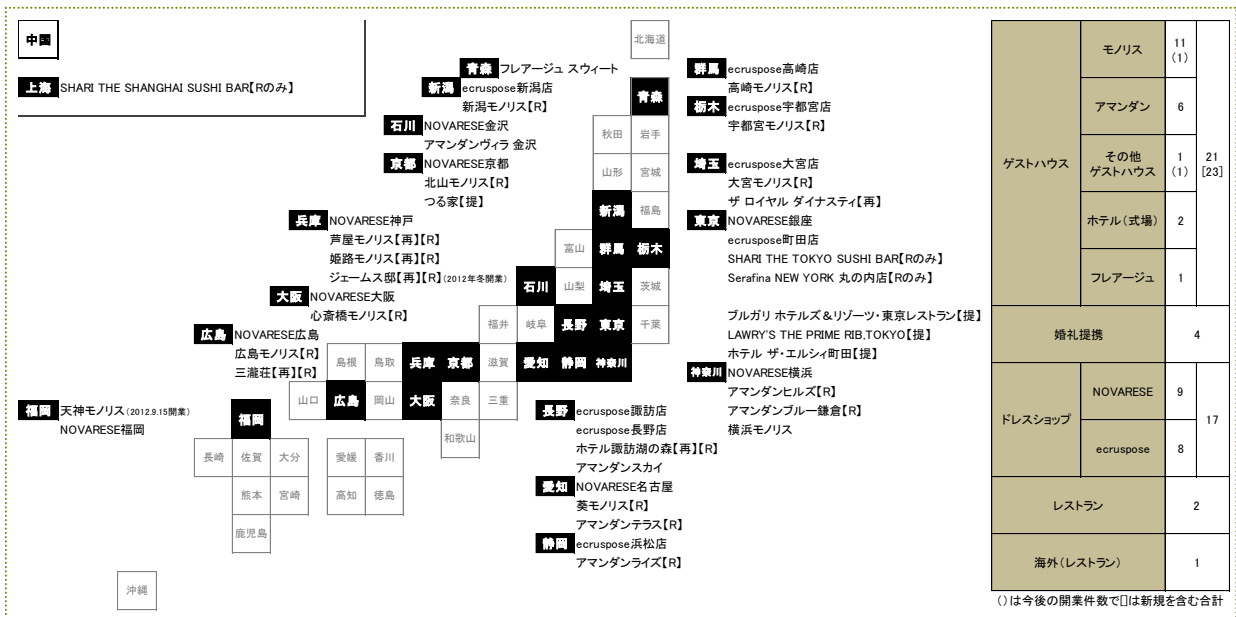 中国
上海 SHARI THE SHANGHAI SUSHI BAR【Rのみ】
青森 フレアージュ スウィート
新潟 ecruspose新潟店
新潟モノリス【R】
石川 NOVARESE金沢
アマンダンヴィラ 金沢
京都 NOVARESE京都
北山モノリス【R】
つる家【提】
兵庫 NOVARESE神戸
芦屋モノリス【再】【R】
姫路モノリス【再】【R】
ジェームス邸【再】【R】(2012年冬開業)
大阪 NOVARESE大阪
心斎橋モノリス【R】
広島 NOVARESE広島
広島モノリス【R】
三瀧荘【再】【R】
福岡 天神モノリス(2012.9.15開業)
NOVARESE福岡
群馬 ecruspose高崎店
高崎モノリス【R】
栃木 ecruspose宇都宮店
宇都宮モノリス【R】
埼玉 ecruspose大宮店
大宮モノリス【R】
ザ ロイヤル ダイナスティ【再】
東京 NOVARESE銀座
ecruspose町田店
SHARI THE TOKYO SUSHI BAR【Rのみ】
Serafina NEW YORK 丸の内店【Rのみ】
ブルガリ ホテルズ&リゾーツ・東京レストラン【提】
LAWRY'S THE PRIME RIB,TOKYO【提】
ホテル ザ・エルシィ町田【提】
神奈川 NOVARESE横浜
アマンダンヒルズ【R】
アマンダンブルー鎌倉【R】
横浜モノリス
長野 ecruspose諏訪店
ecruspose長野店
ホテル諏訪湖の森【再】【R】
アマンダンスカイ
愛知 NOVARESE名古屋
葵モノリス【R】
アマンダンテラス【R】
静岡 ecruspose浜松店
アマンダンライズ【R】
北海道
青森
秋田 岩手
山形 宮城
新潟 福島
富山 群馬 栃木
石川 山梨 埼玉 茨城
福井 岐阜 長野 東京 千葉
島根 鳥取 兵庫 京都 滋賀 愛知 静岡 神奈川
山口 広島 岡山 大阪 奈良 三重
福岡
和歌山
長崎 佐賀 大分 愛媛 香川
熊本 宮崎 高知 徳島
鹿児島
沖縄
ゲストハウス モノリス 11 (1) 21 [23]
アマンダン 6
その他 ゲストハウス 1 (1)
ホテル(式場) 2
フレアージュ 1
婚礼提携 4
ドレスショップ NOVARESE 9 17
ecruspose 8
レストラン 2
海外(レストラン) 1
()は今後の開業件数で[]は新規を含む合計